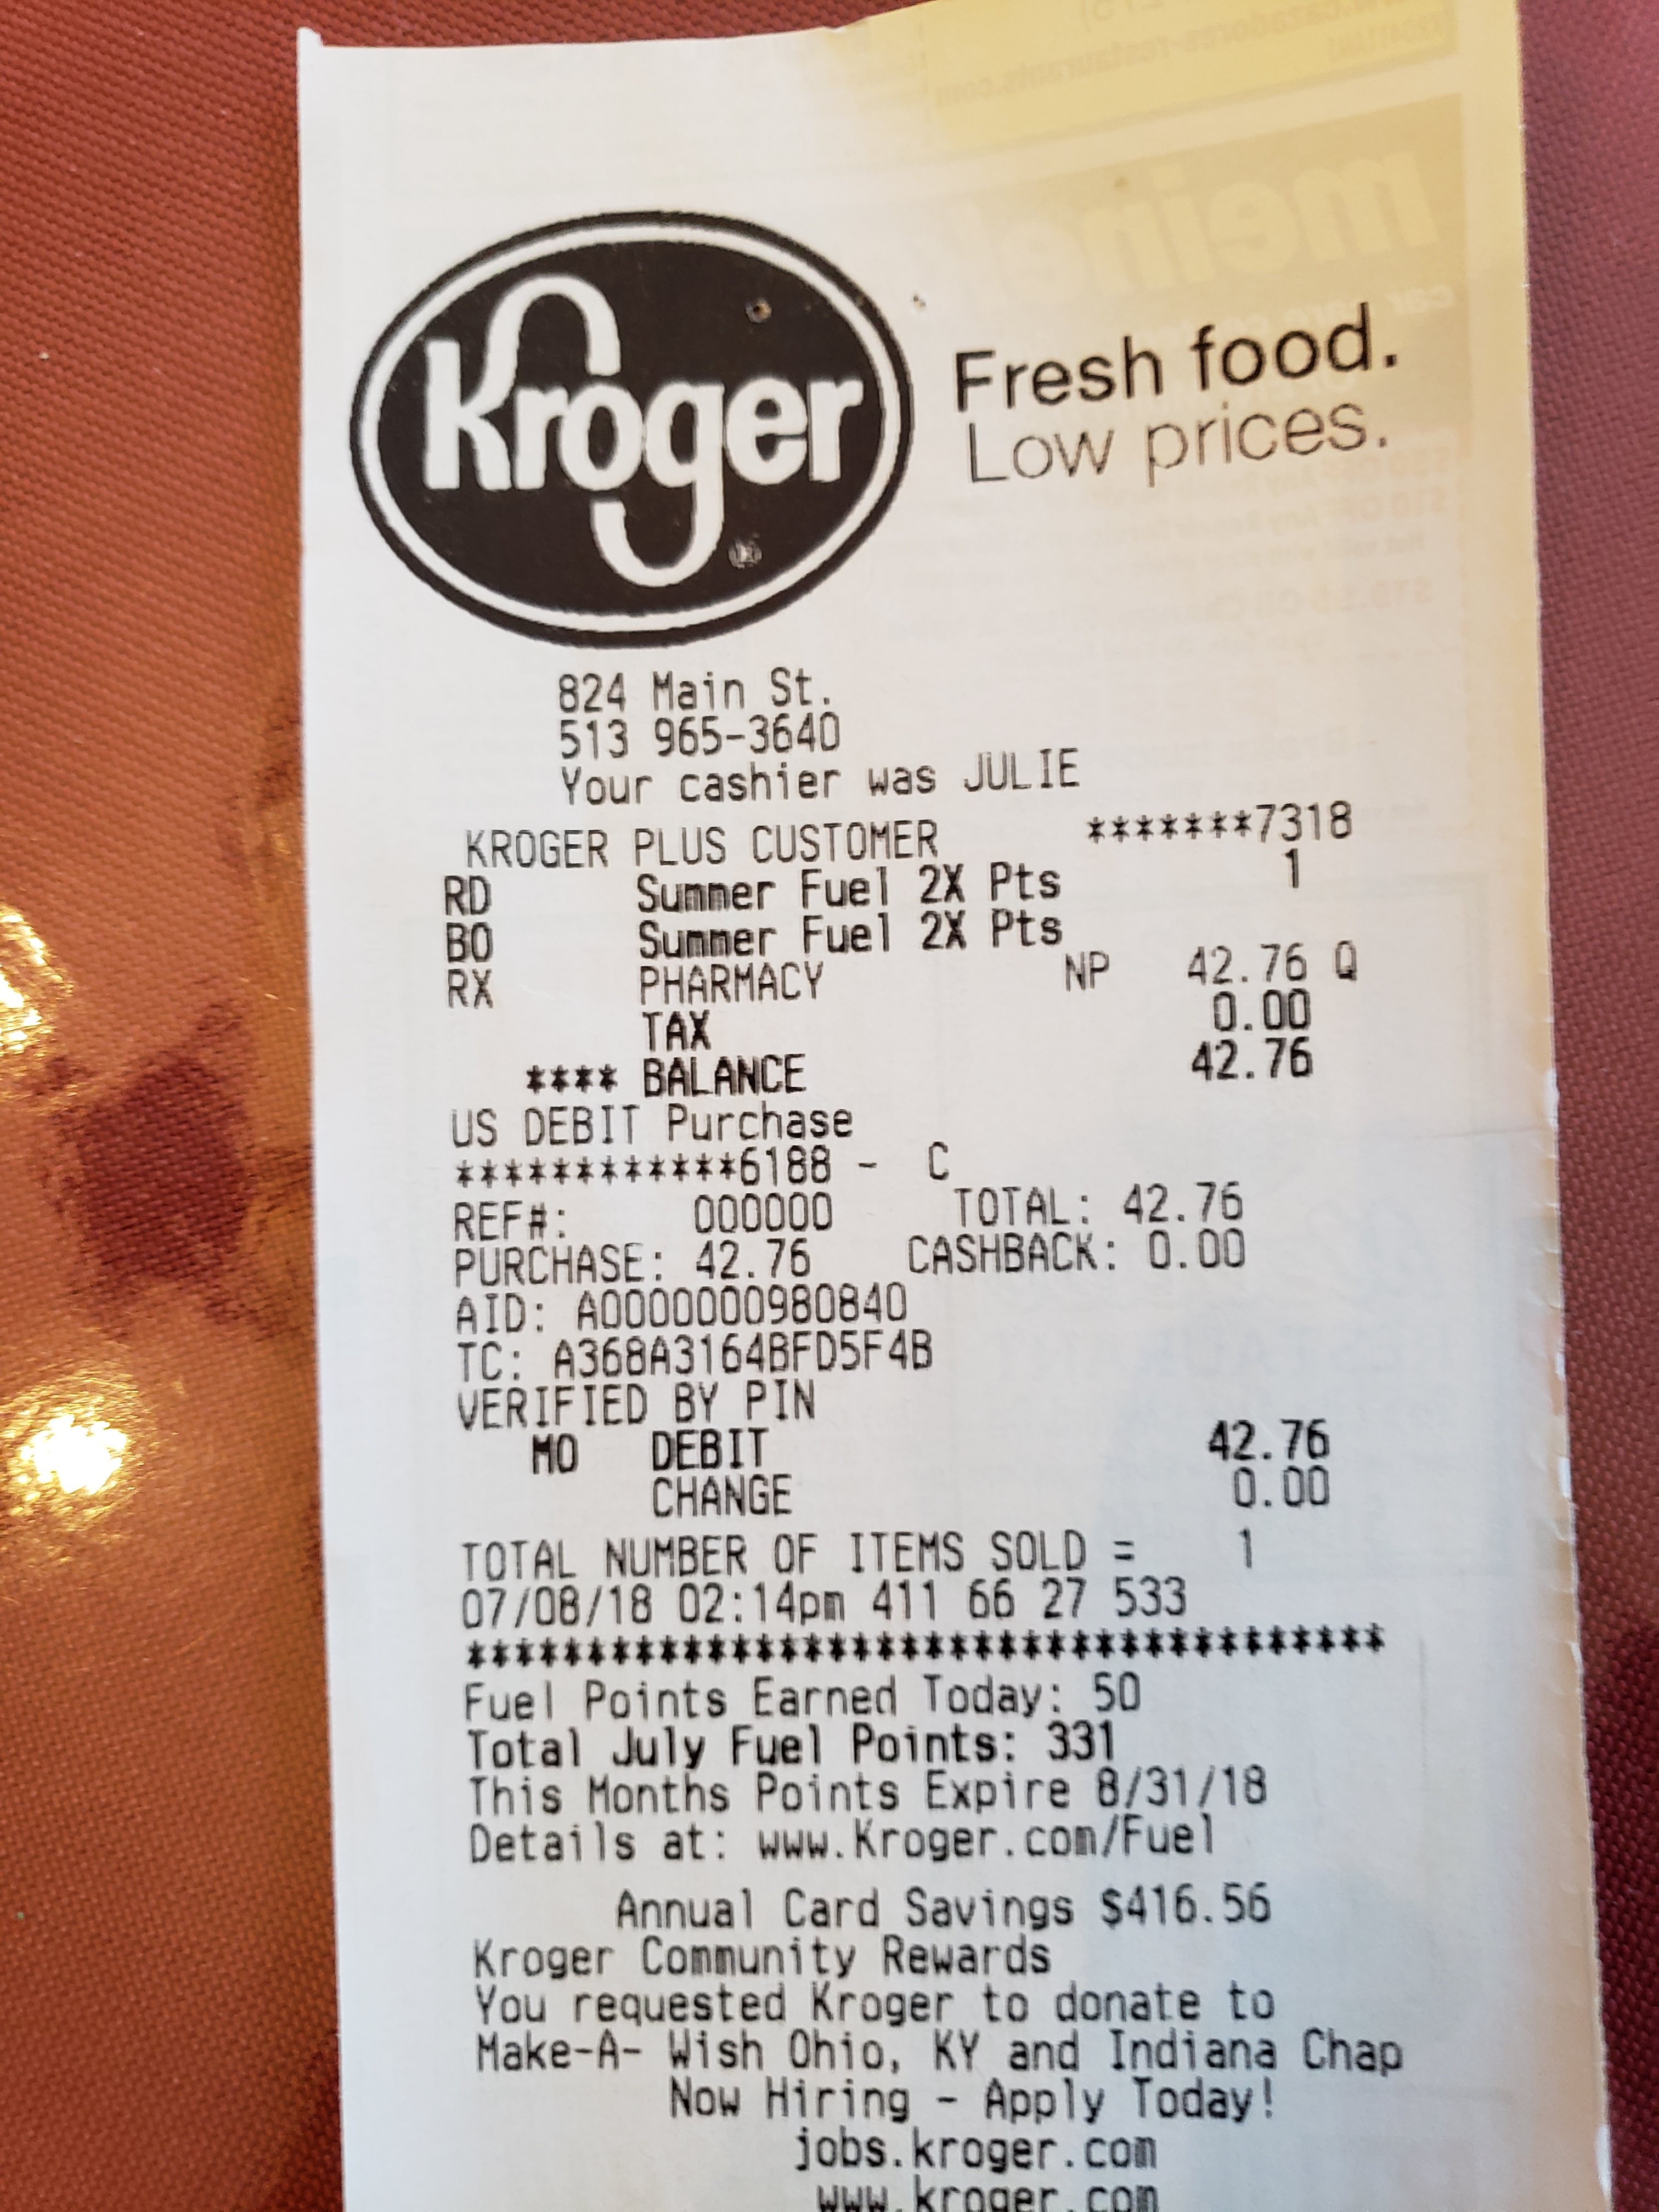 Kroger
Fresh food.
Low prices.
824 Main St.
513 965-3640
Your cashier was JULIE
KROGER PLUS CUSTOMER *******7318
RD Summer Fuel 2X Pts 1
BO Summer Fuel 2X Pts
RX PHARMACY NP 42.76 Q
TAX 0.00
**** BALANCE 42.76
US DEBIT Purchase
************6188 - C
REF#: 000000 TOTAL: 42.76
PURCHASE: 42.76 CASHBACK: 0.00
AID: A0000000980840
TC: A368A3164BFD5F4B
VERIFIED BY PIN
MO DEBIT 42.76
CHANGE 0.00
TOTAL NUMBER OF ITEMS SOLD = 1
07/08/18 02:14pm 411 66 27 533
**************************************
Fuel Points Earned Today: 50
Total July Fuel Points: 331
This Months Points Expire 8/31/18
Details at: www.Kroger.com/Fuel
Annual Card Savings $416.56
Kroger Community Rewards
You requested Kroger to donate to
Make-A- Wish Ohio, KY and Indiana Chap
Now Hiring - Apply Today!
jobs.kroger.com
www.kroger.com